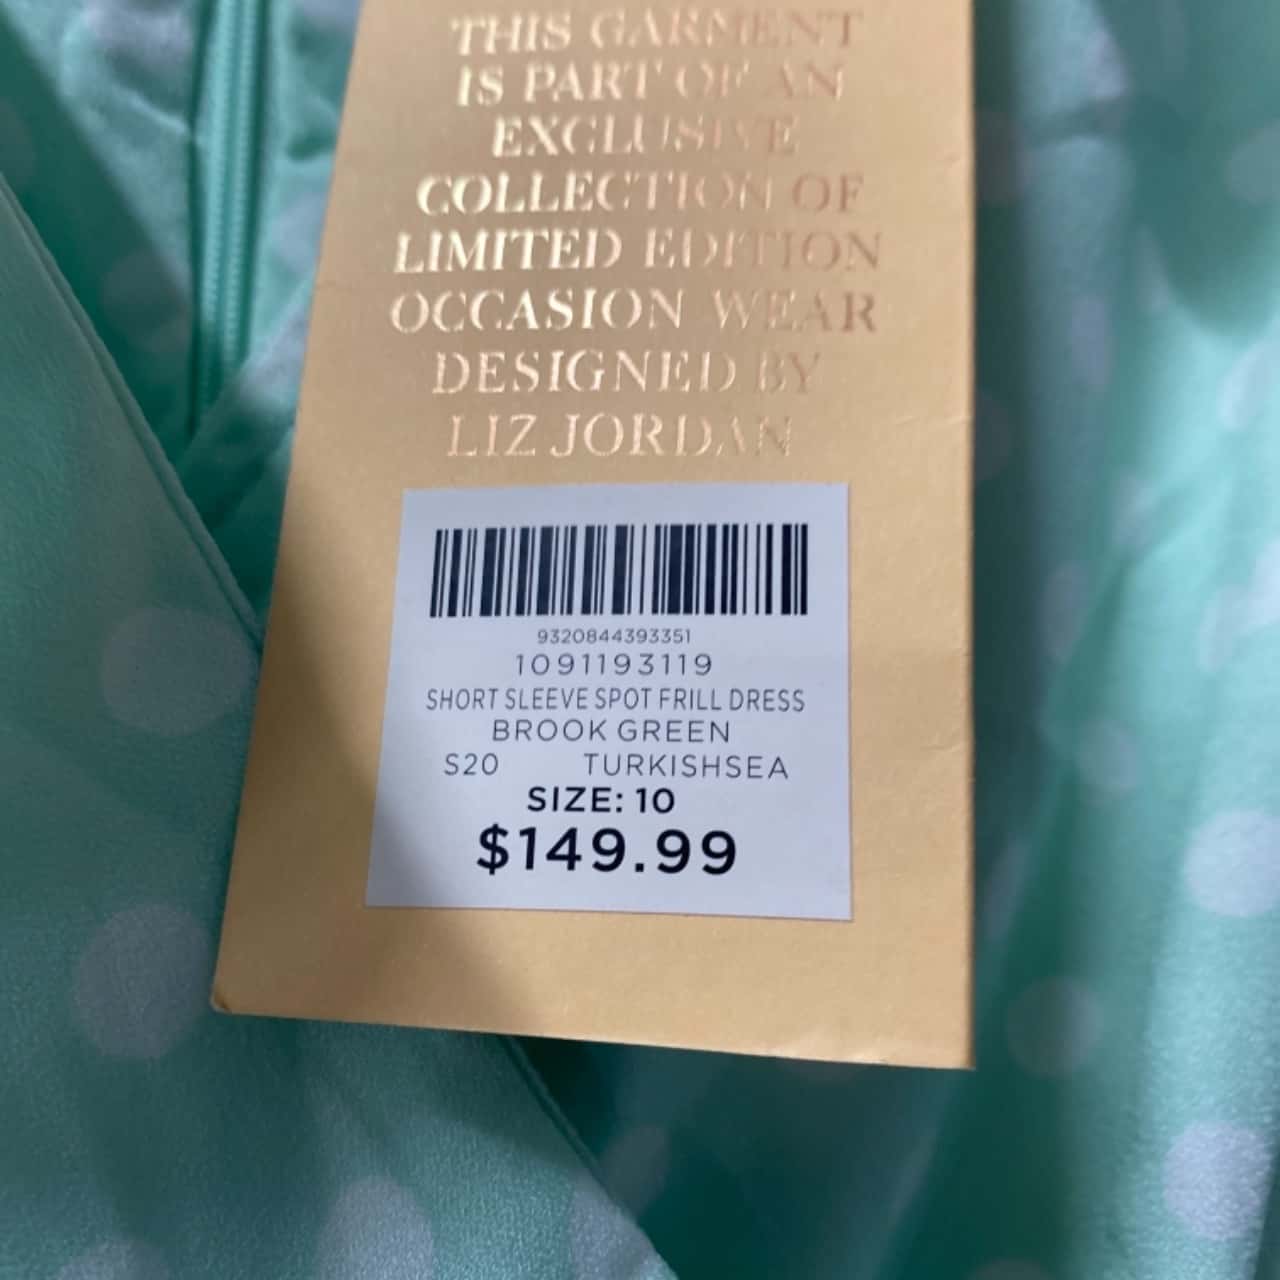 THIS GARMENT
IS PART OF AN
EXCLUSIVE
COLLECTION OF
LIMITED EDITION
OCCASION WEAR
DESIGNED BY
LIZ JORDAN
9320844393351
1091193119
SHORT SLEEVE SPOT FRILL DRESS
BROOK GREEN
S20 TURKISHSEA
SIZE: 10
$149.99